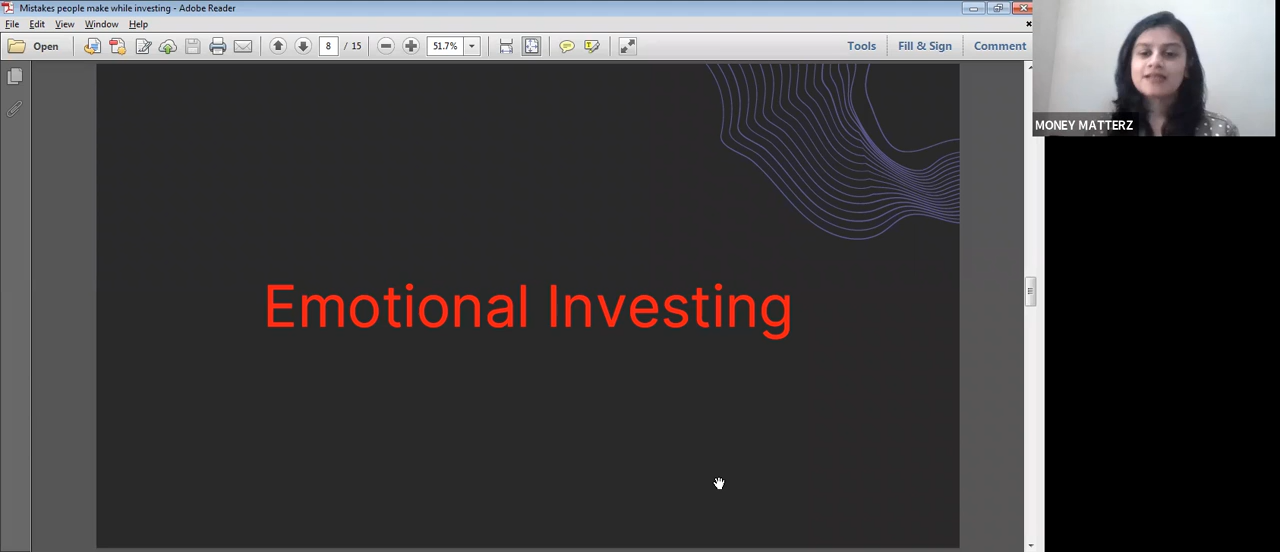 Mistakes people make while investing - Adobe Reader
File Edit View Window Help
Open 8 / 15 51.7% Tools Fill & Sign Comment
MONEY MATTERZ
Emotional Investing